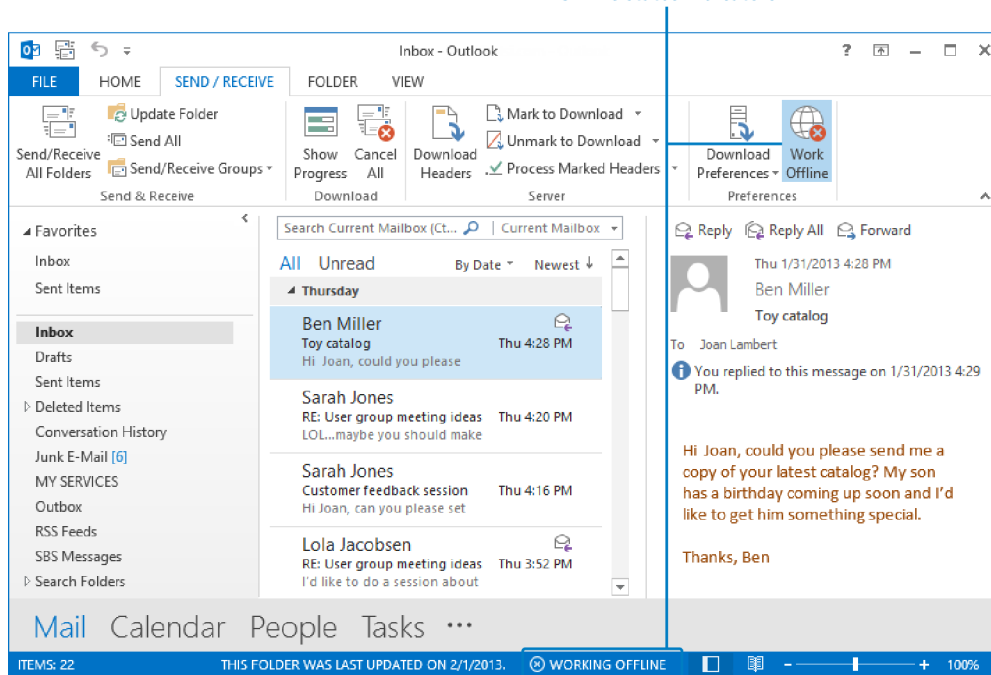 Inbox - Outlook
?
FILE HOME SEND / RECEIVE FOLDER VIEW
Send/Receive
All Folders
Update Folder
Send All
Send/Receive Groups
Send & Receive
Show
Progress
Cancel
All
Download
Download
Headers
Mark to Download
Unmark to Download
Process Marked Headers
Server
Download
Preferences
Work
Offline
Preferences
Favorites
Inbox
Sent Items
Inbox
Drafts
Sent Items
Deleted Items
Conversation History
Junk E-Mail [6]
MY SERVICES
Outbox
RSS Feeds
SBS Messages
Search Folders
Search Current Mailbox (Ct... Current Mailbox
All Unread By Date Newest
Thursday
Ben Miller
Toy catalog Thu 4:28 PM
Hi Joan, could you please
Sarah Jones
RE: User group meeting ideas Thu 4:20 PM
LOL...maybe you should make
Sarah Jones
Customer feedback session Thu 4:16 PM
Hi Joan, can you please set
Lola Jacobsen
RE: User group meeting ideas Thu 3:52 PM
I'd like to do a session about
Reply Reply All Forward
Thu 1/31/2013 4:28 PM
Ben Miller
Toy catalog
To Joan Lambert
You replied to this message on 1/31/2013 4:29
PM.
Hi Joan, could you please send me a
copy of your latest catalog? My son
has a birthday coming up soon and I'd
like to get him something special.
Thanks, Ben
Mail Calendar People Tasks ...
ITEMS: 22 THIS FOLDER WAS LAST UPDATED ON 2/1/2013. WORKING OFFLINE 100%